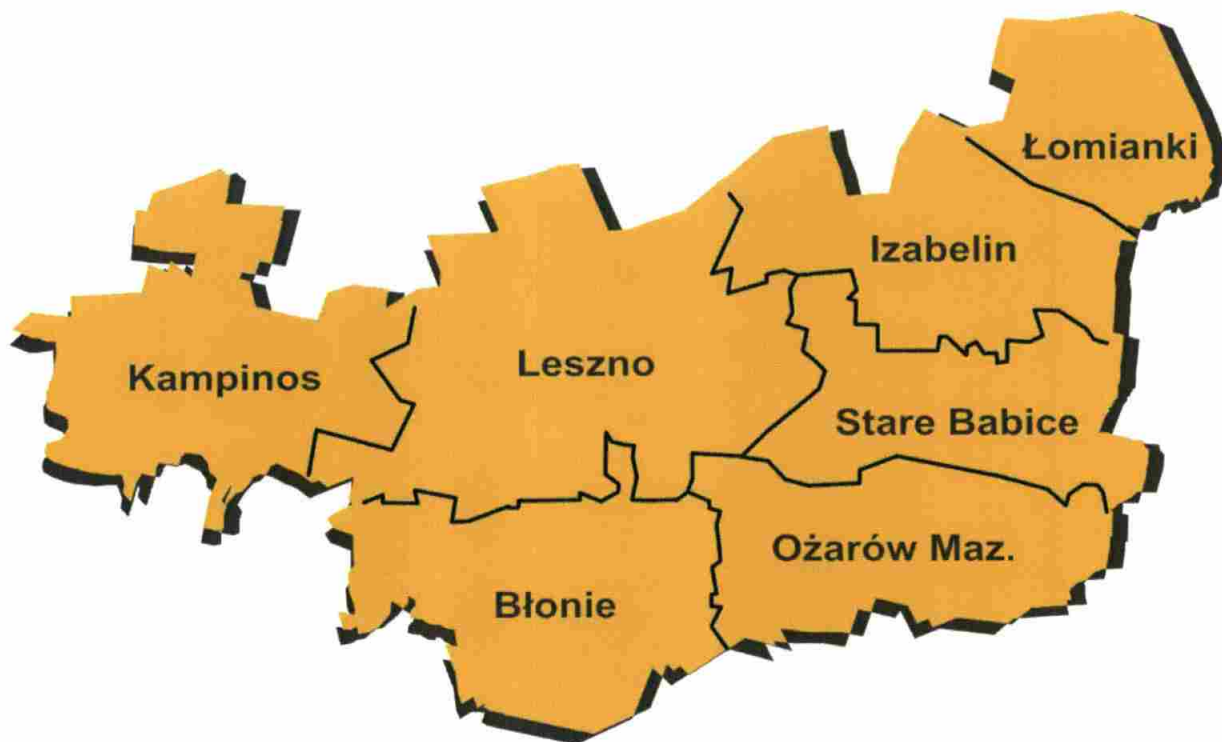 Łomianki
Izabelin
Leszno
Kampinos
Stare Babice
Ożarów Maz.
Błonie